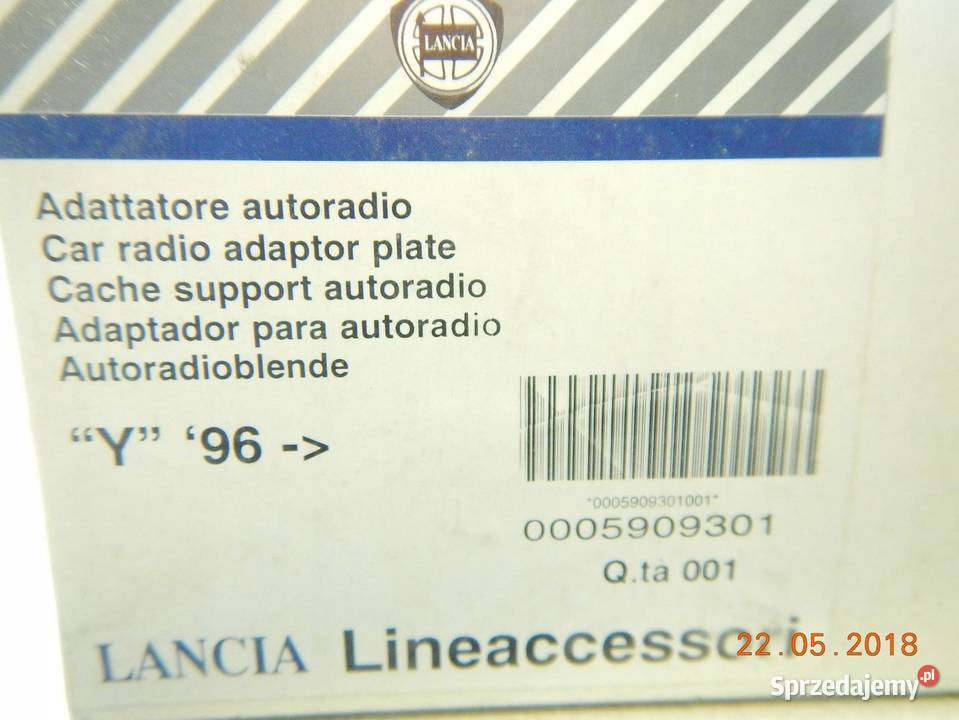 LANCIA
Adattatore autoradio
Car radio adaptor plate
Cache support autoradio
Adaptador para autoradio
Autoradioblende
“Y” ‘96 ->
*0005909301001*
0005909301
Q.tà 001
LANCIA Lineaccessori
22.05.2018
Sprzedajemy.pl